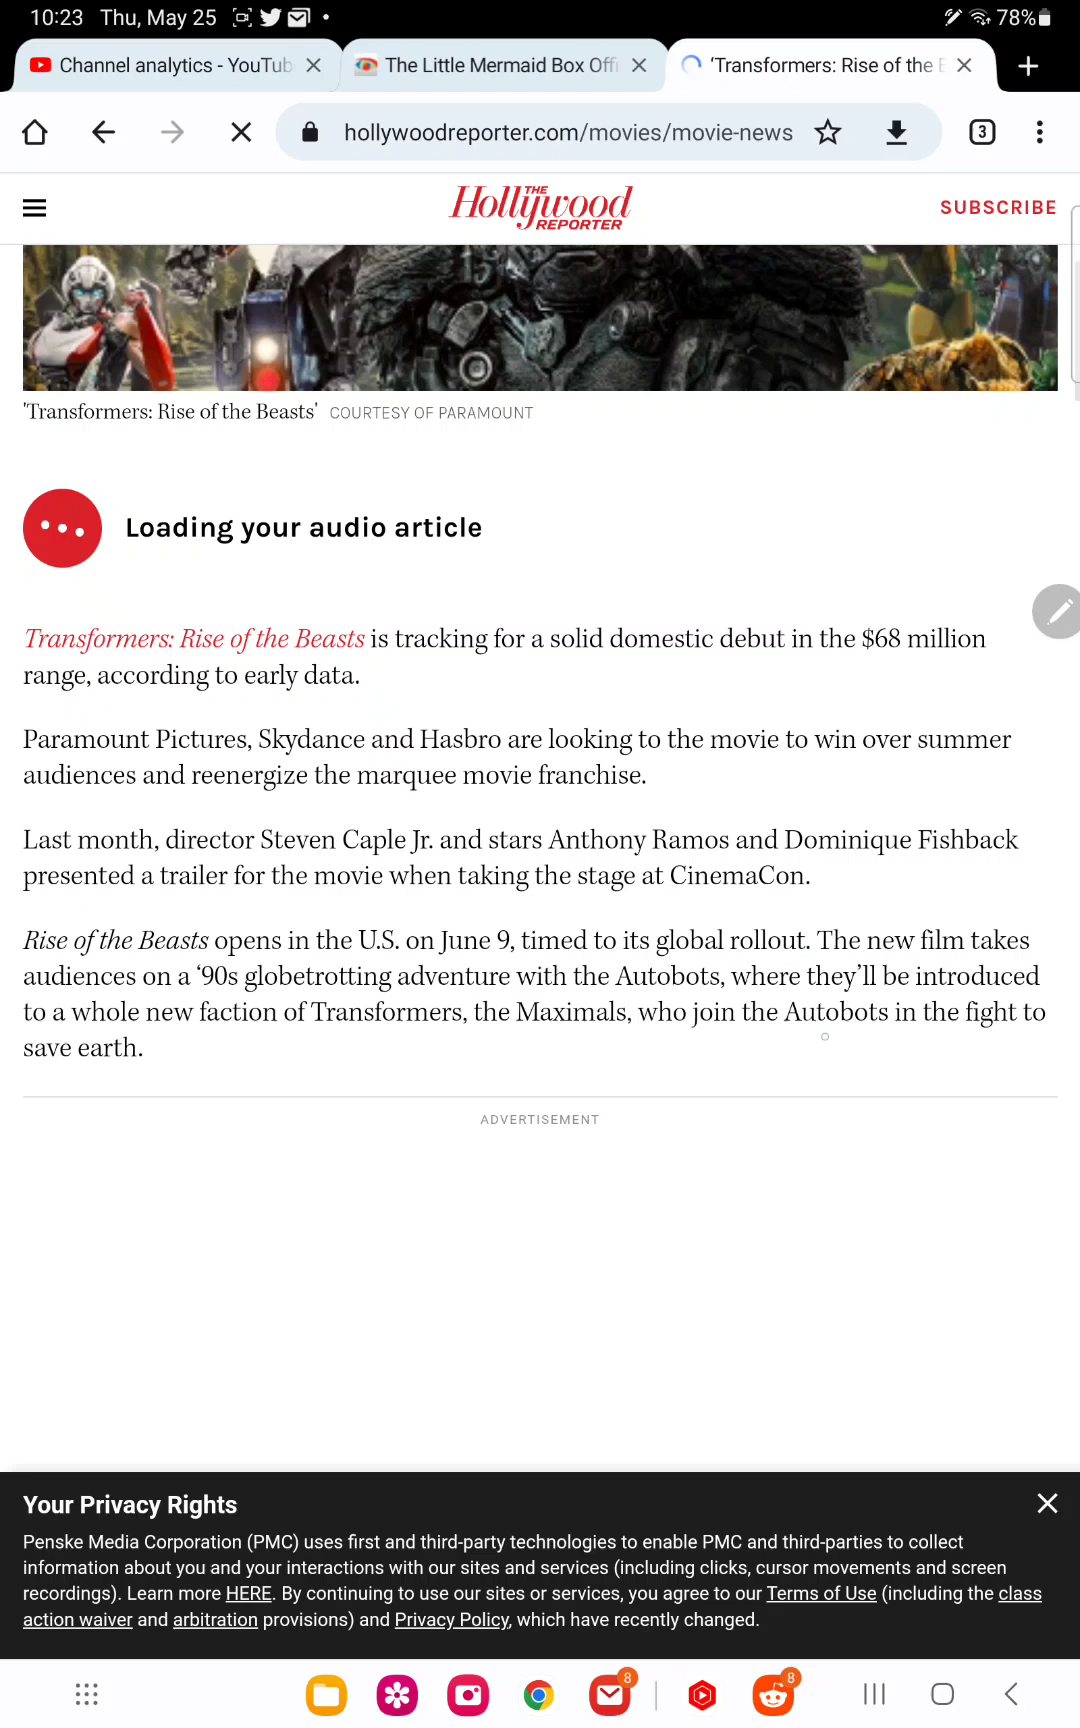 10:23 Thu, May 25
78%
Channel analytics - YouTub
The Little Mermaid Box Offi
'Transformers: Rise of the B
hollywoodreporter.com/movies/movie-news
3
THE
Hollywood
REPORTER
SUBSCRIBE
'Transformers: Rise of the Beasts' COURTESY OF PARAMOUNT
Loading your audio article
Transformers: Rise of the Beasts is tracking for a solid domestic debut in the $68 million
range, according to early data.
Paramount Pictures, Skydance and Hasbro are looking to the movie to win over summer
audiences and reenergize the marquee movie franchise.
Last month, director Steven Caple Jr. and stars Anthony Ramos and Dominique Fishback
presented a trailer for the movie when taking the stage at CinemaCon.
Rise of the Beasts opens in the U.S. on June 9, timed to its global rollout. The new film takes
audiences on a ‘90s globetrotting adventure with the Autobots, where they’ll be introduced
to a whole new faction of Transformers, the Maximals, who join the Autobots in the fight to
save earth.
ADVERTISEMENT
Your Privacy Rights
Penske Media Corporation (PMC) uses first and third-party technologies to enable PMC and third-parties to collect
information about you and your interactions with our sites and services (including clicks, cursor movements and screen
recordings). Learn more HERE. By continuing to use our sites or services, you agree to our Terms of Use (including the class
action waiver and arbitration provisions) and Privacy Policy, which have recently changed.
8
8